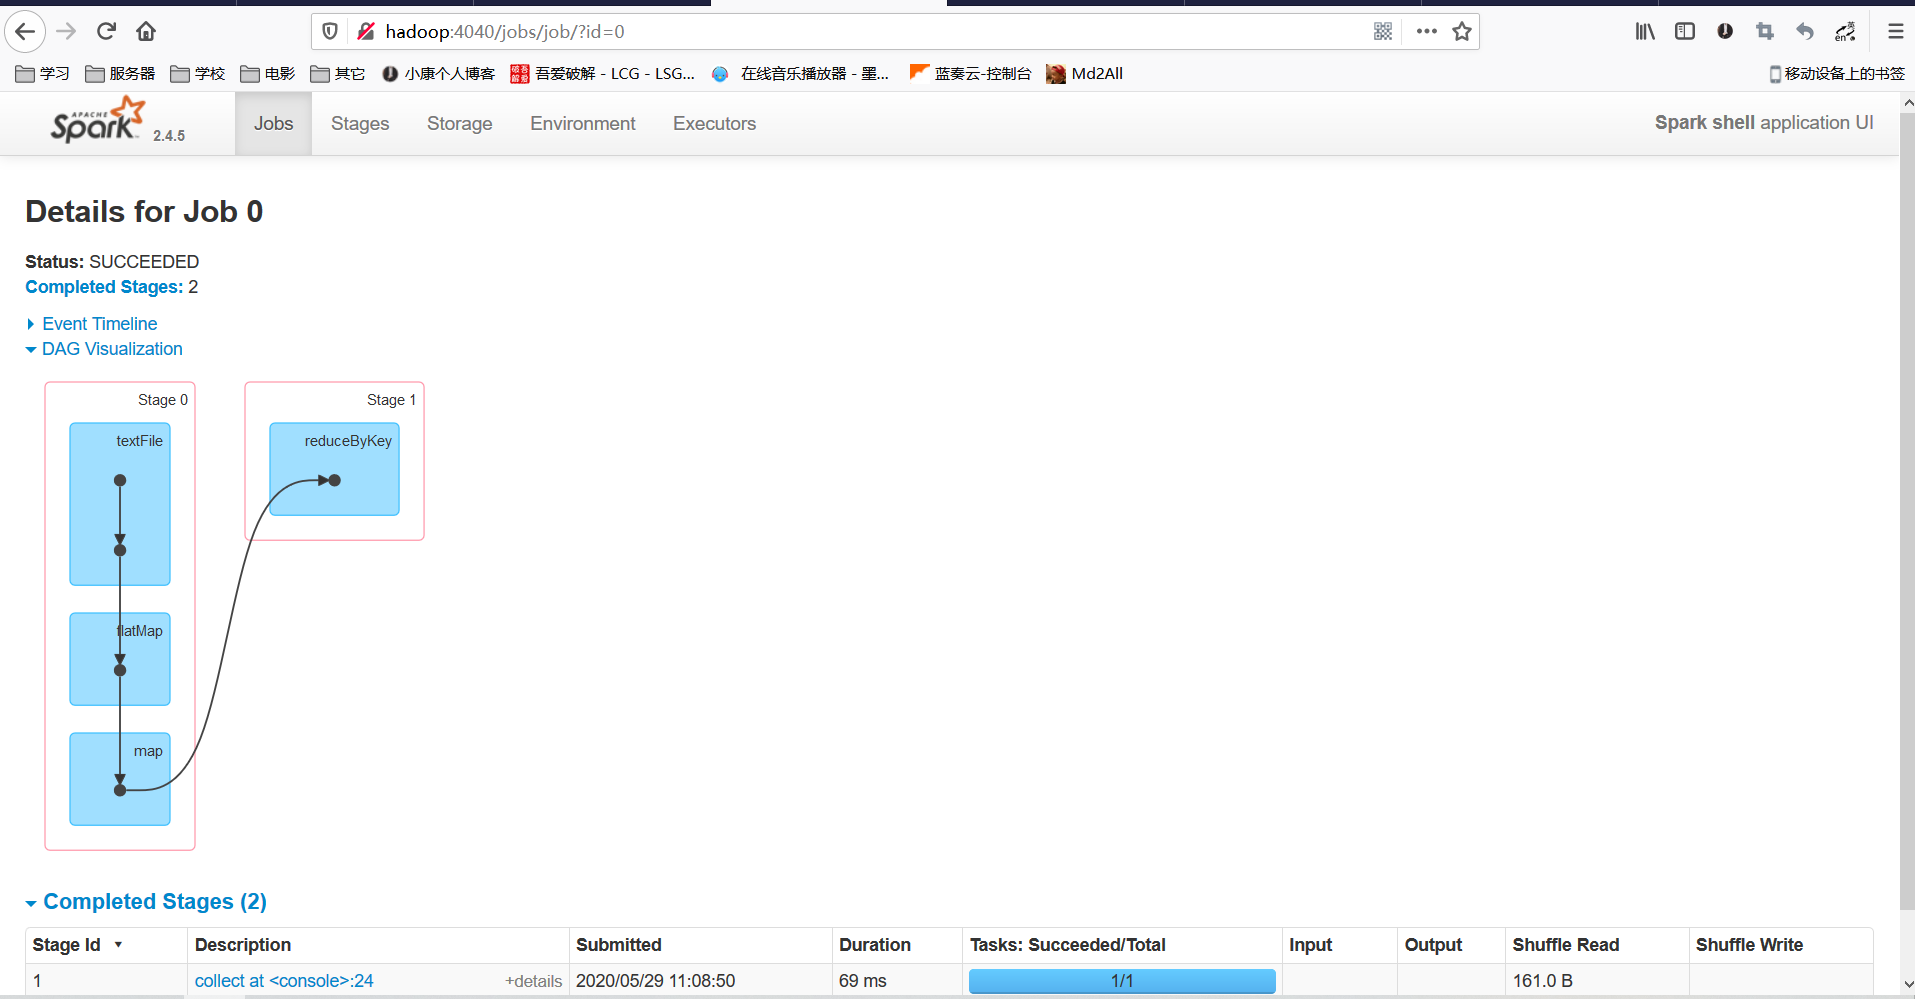 hadoop:4040/jobs/job/?id=0
学习 服务器 学校 电影 其它 小康个人博客 吾爱破解 - LCG - LSG... 在线音乐播放器 - 墨... 蓝奏云-控制台 Md2All 移动设备上的书签
APACHE Spark 2.4.5 Jobs Stages Storage Environment Executors Spark shell application UI
Details for Job 0
Status: SUCCEEDED
Completed Stages: 2
Event Timeline
DAG Visualization
Stage 0
textFile
flatMap
map
Stage 1
reduceByKey
Completed Stages (2)
Stage Id Description Submitted Duration Tasks: Succeeded/Total Input Output Shuffle Read Shuffle Write
1 collect at <console>:24 +details 2020/05/29 11:08:50 69 ms 1/1 161.0 B